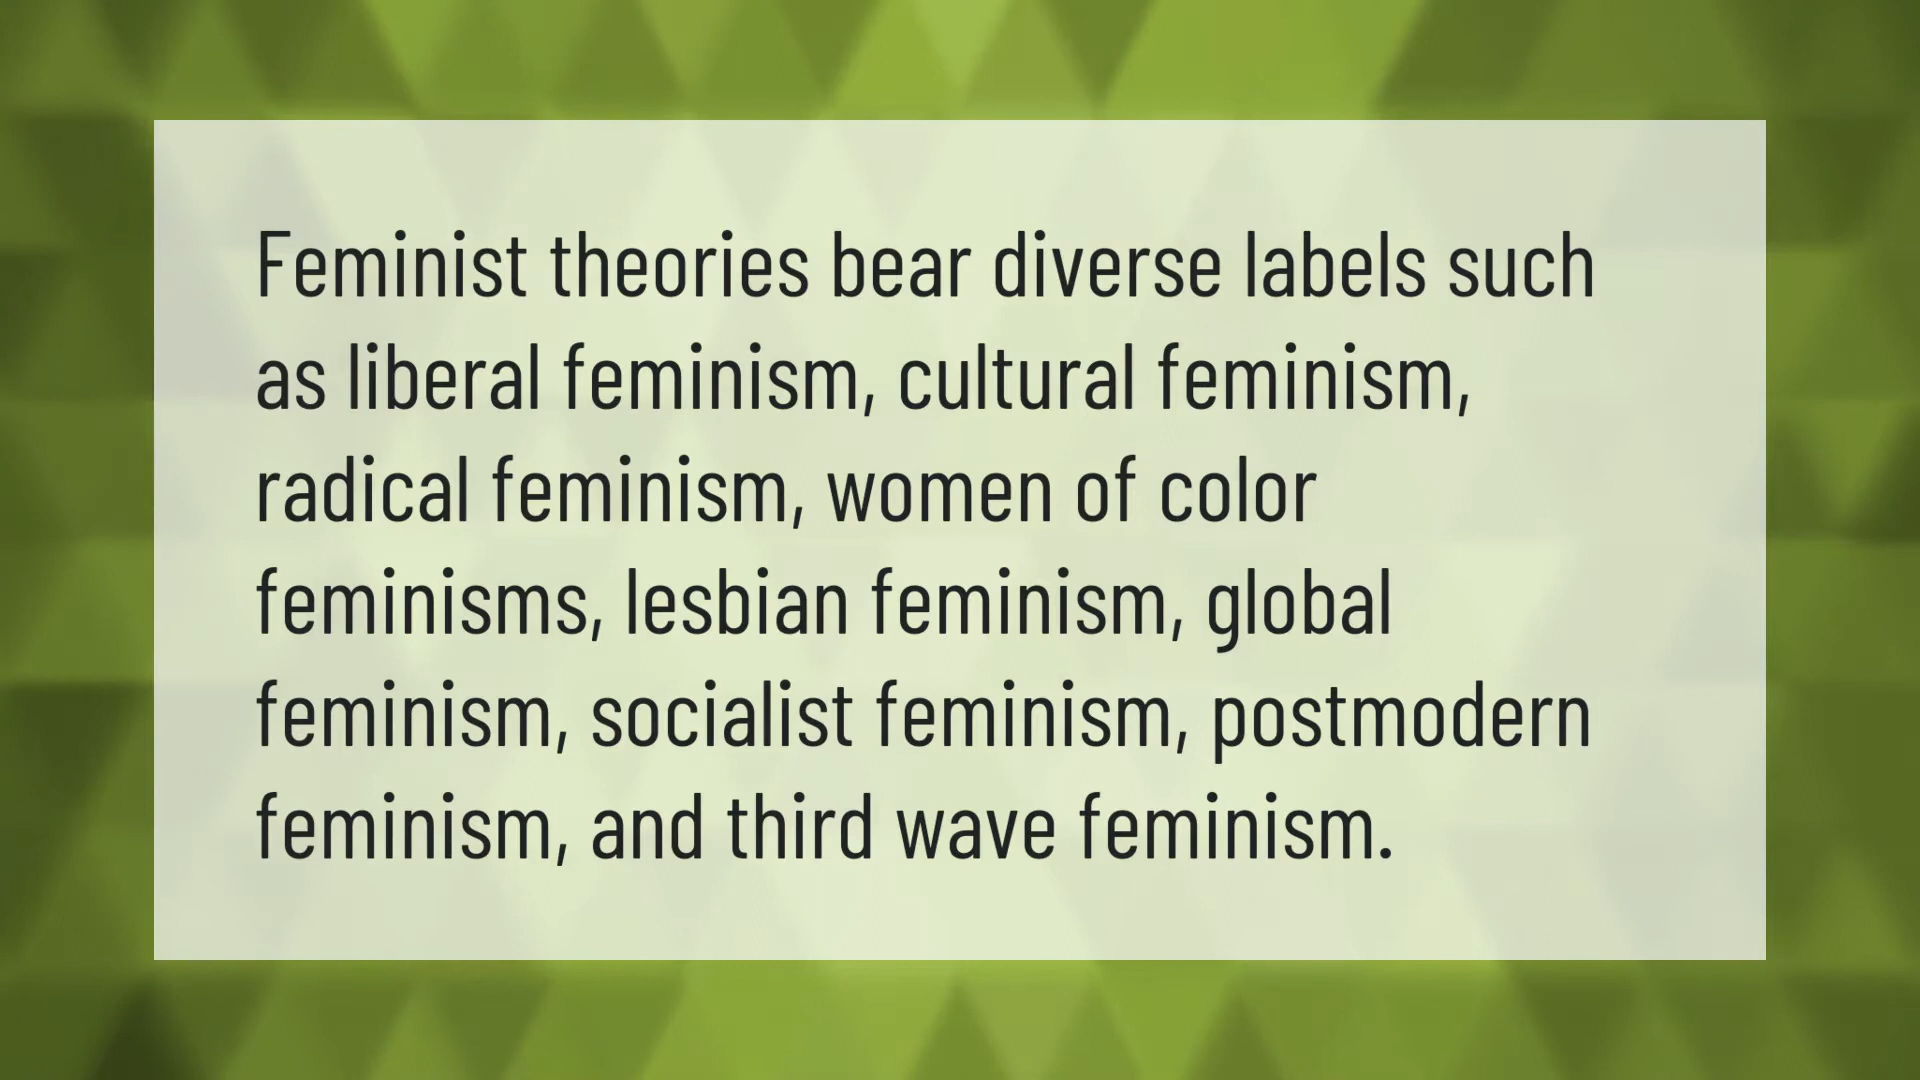 Feminist theories bear diverse labels such
as liberal feminism, cultural feminism,
radical feminism, women of color
feminisms, lesbian feminism, global
feminism, socialist feminism, postmodern
feminism, and third wave feminism.